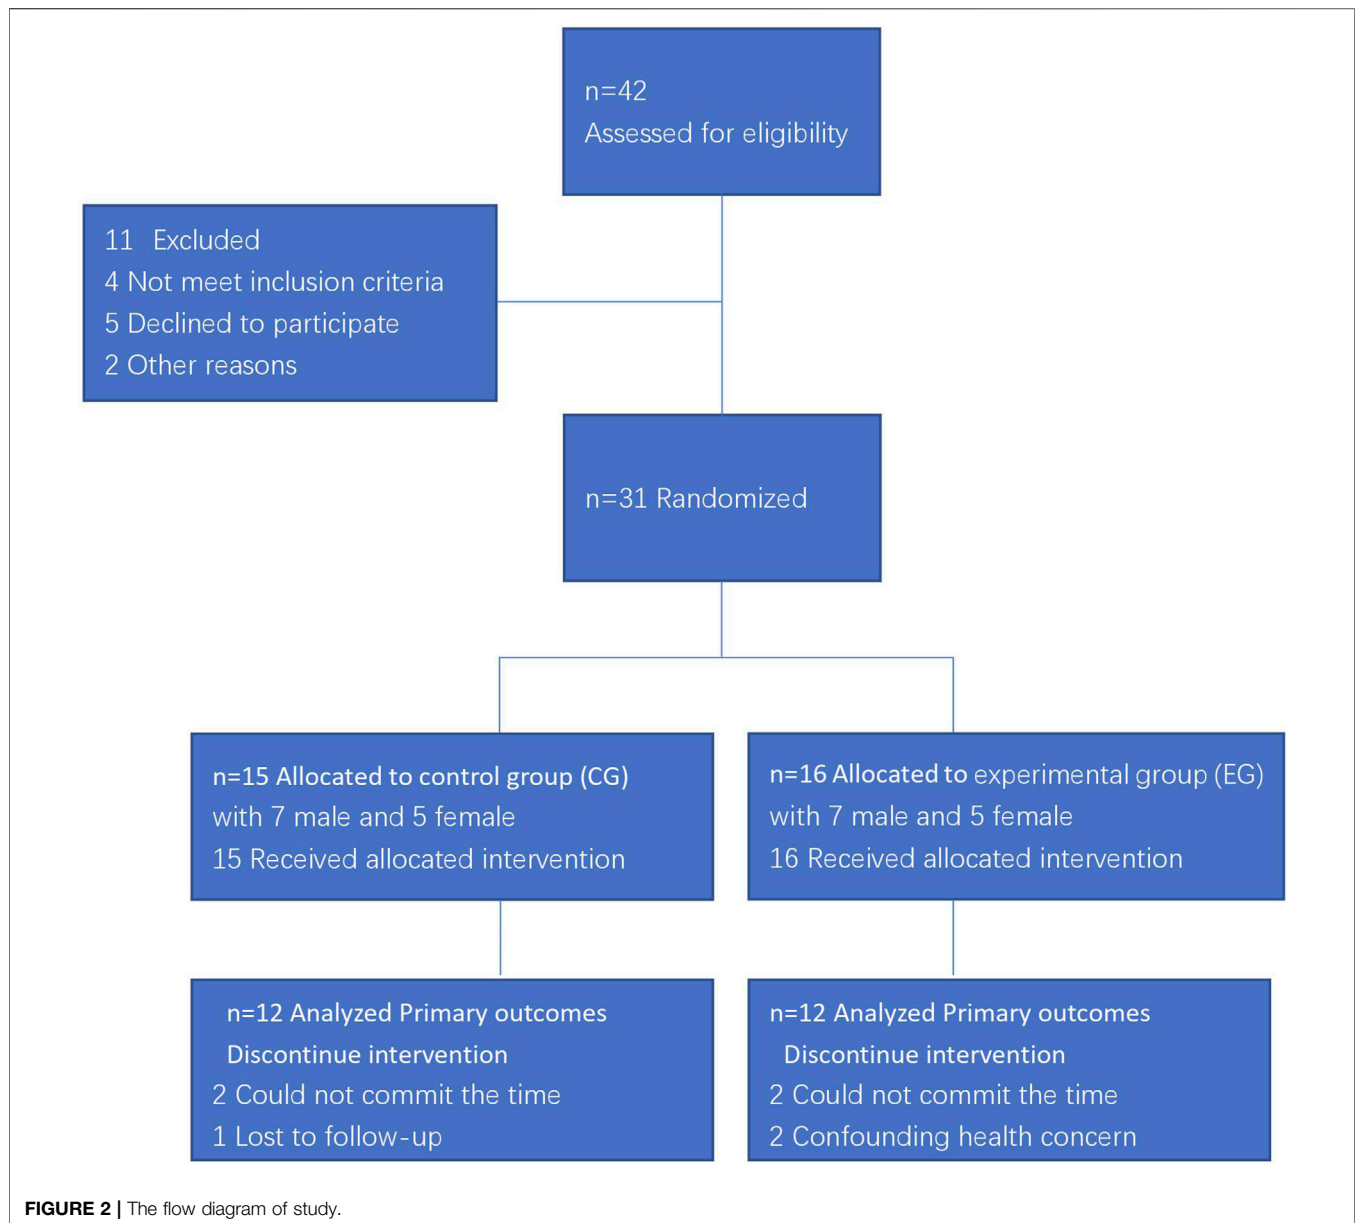 n=42
Assessed for eligibility
11 Excluded
4 Not meet inclusion criteria
5 Declined to participate
2 Other reasons
n=31 Randomized
n=15 Allocated to control group (CG)
with 7 male and 5 female
15 Received allocated intervention
n=16 Allocated to experimental group (EG)
with 7 male and 5 female
16 Received allocated intervention
n=12 Analyzed Primary outcomes
Discontinue intervention
2 Could not commit the time
1 Lost to follow-up
n=12 Analyzed Primary outcomes
Discontinue intervention
2 Could not commit the time
2 Confounding health concern
FIGURE 2 | The flow diagram of study.